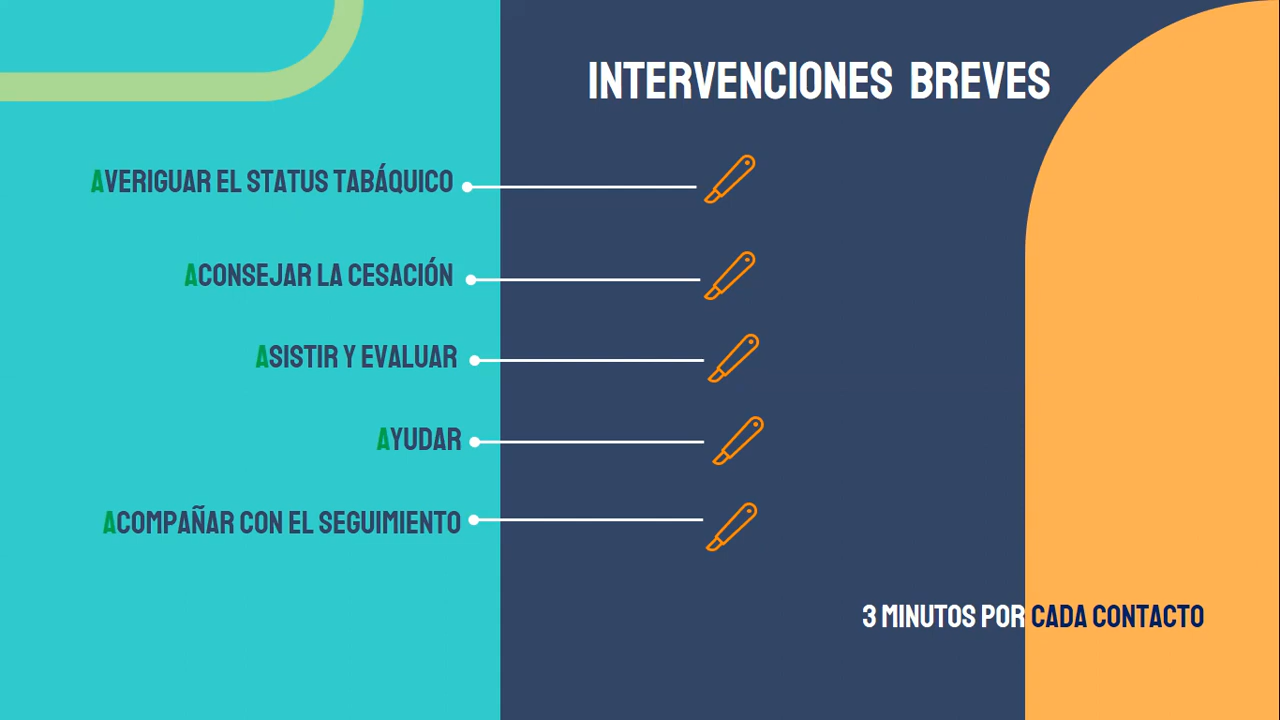 INTERVENCIONES BREVES
AVERIGUAR EL STATUS TABÁQUICO
ACONSEJAR LA CESACIÓN
ASISTIR Y EVALUAR
AYUDAR
ACOMPAÑAR CON EL SEGUIMIENTO
3 MINUTOS POR CADA CONTACTO